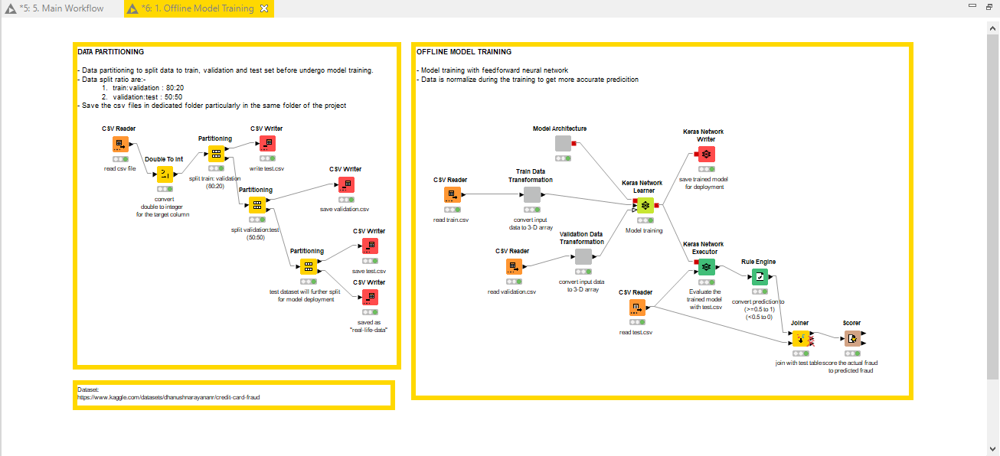 *5: 5. Main Workflow
*6: 1. Offline Model Training
DATA PARTITIONING
- Data partitioning to split data to train, validation and test set before undergo model training.
- Data split ratio are:-
1. train:validation : 80:20
2. validation:test : 50:50
- Save the csv files in dedicated folder particularly in the same folder of the project
CSV Reader
read csv file
Double To Int
convert
double to integer
for the target column
Partitioning
split train: validation
(80:20)
CSV Writer
write test.csv
Partitioning
split validation:test
(50:50)
CSV Writer
save validation.csv
Partitioning
test dataset will further split
for model deployment
CSV Writer
save test.csv
CSV Writer
saved as
"real-life-data"
Dataset:
https://www.kaggle.com/datasets/dhanushnarayananr/credit-card-fraud
OFFLINE MODEL TRAINING
- Model training with feedforward neural network
- Data is normalize during the training to get more accurate predicition
Model Architecture
CSV Reader
read train.csv
Train Data
Transformation
convert input
data to 3-D array
CSV Reader
read validation.csv
Validation Data
Transformation
convert input data
to 3-D array
Keras Network
Learner
Model training
Keras Network
Writer
save trained model
for deployment
CSV Reader
read test.csv
Keras Network
Executor
Evaluate the
trained model
with test.csv
Rule Engine
convert prediction to
(>=0.5 to 1)
(<0.5 to 0)
Joiner
join with test table
Scorer
score the actual fraud
to predicted fraud